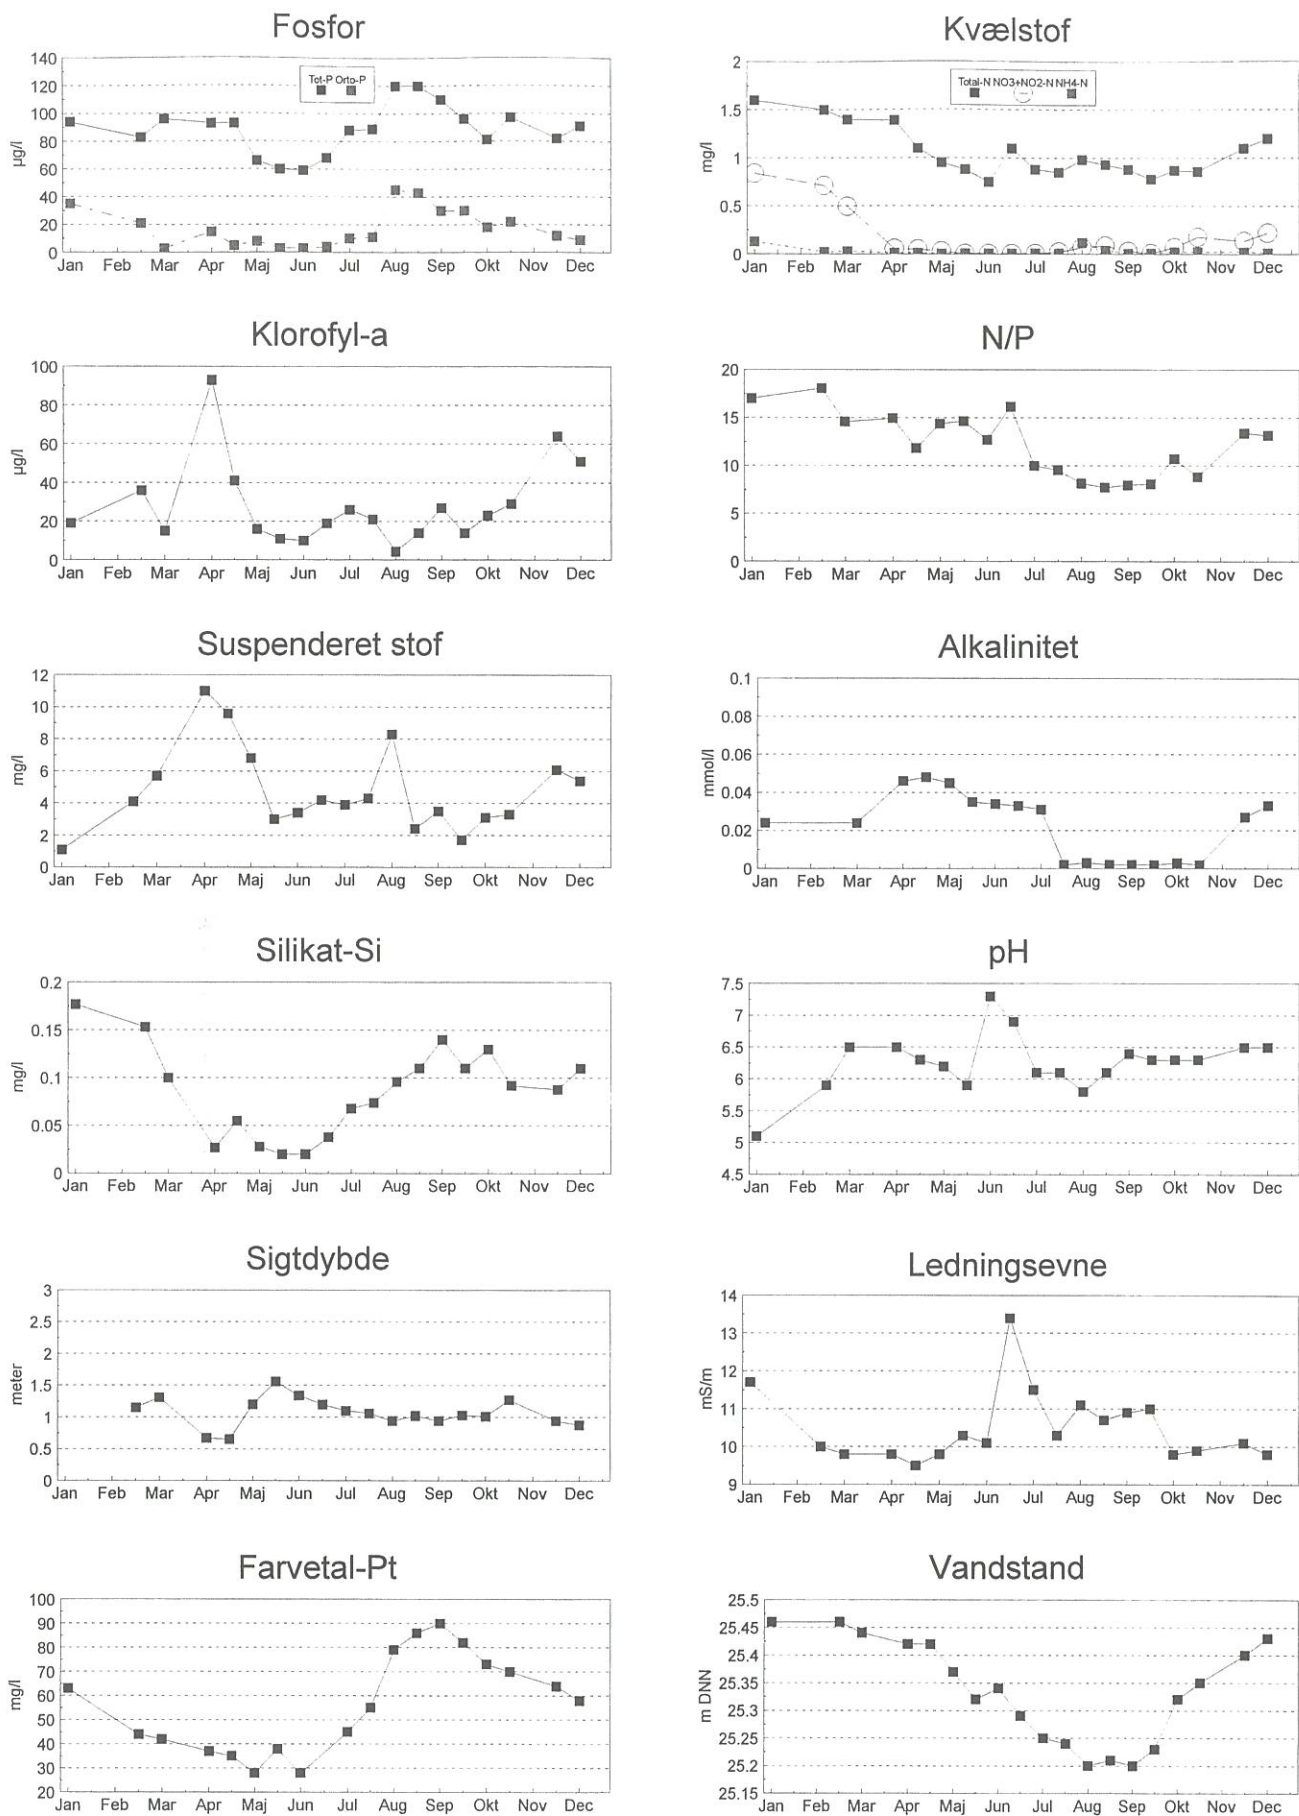 Fosfor
140
120
100
80
60
40
20
0
µg/l
Tot-P Orto-P
Jan Feb Mar Apr Maj Jun Jul Aug Sep Okt Nov Dec
Kvælstof
2
1.5
1
0.5
0
mg/l
Total-N NO3+NO2-N NH4-N
Jan Feb Mar Apr Maj Jun Jul Aug Sep Okt Nov Dec
Klorofyl-a
100
80
60
40
20
0
µg/l
Jan Feb Mar Apr Maj Jun Jul Aug Sep Okt Nov Dec
N/P
20
15
10
5
0
Jan Feb Mar Apr Maj Jun Jul Aug Sep Okt Nov Dec
Suspenderet stof
12
10
8
6
4
2
0
mg/l
Jan Feb Mar Apr Maj Jun Jul Aug Sep Okt Nov Dec
Alkalinitet
0.1
0.08
0.06
0.04
0.02
0
mmol/l
Jan Feb Mar Apr Maj Jun Jul Aug Sep Okt Nov Dec
Silikat-Si
0.2
0.15
0.1
0.05
0
mg/l
Jan Feb Mar Apr Maj Jun Jul Aug Sep Okt Nov Dec
pH
7.5
7
6.5
6
5.5
5
4.5
Jan Feb Mar Apr Maj Jun Jul Aug Sep Okt Nov Dec
Sigtdybde
3
2.5
2
1.5
1
0.5
0
meter
Jan Feb Mar Apr Maj Jun Jul Aug Sep Okt Nov Dec
Ledningsevne
14
13
12
11
10
9
mS/m
Jan Feb Mar Apr Maj Jun Jul Aug Sep Okt Nov Dec
Farvetal-Pt
100
90
80
70
60
50
40
30
20
mg/l
Jan Feb Mar Apr Maj Jun Jul Aug Sep Okt Nov Dec
Vandstand
25.5
25.45
25.4
25.35
25.3
25.25
25.2
25.15
m DNN
Jan Feb Mar Apr Maj Jun Jul Aug Sep Okt Nov Dec